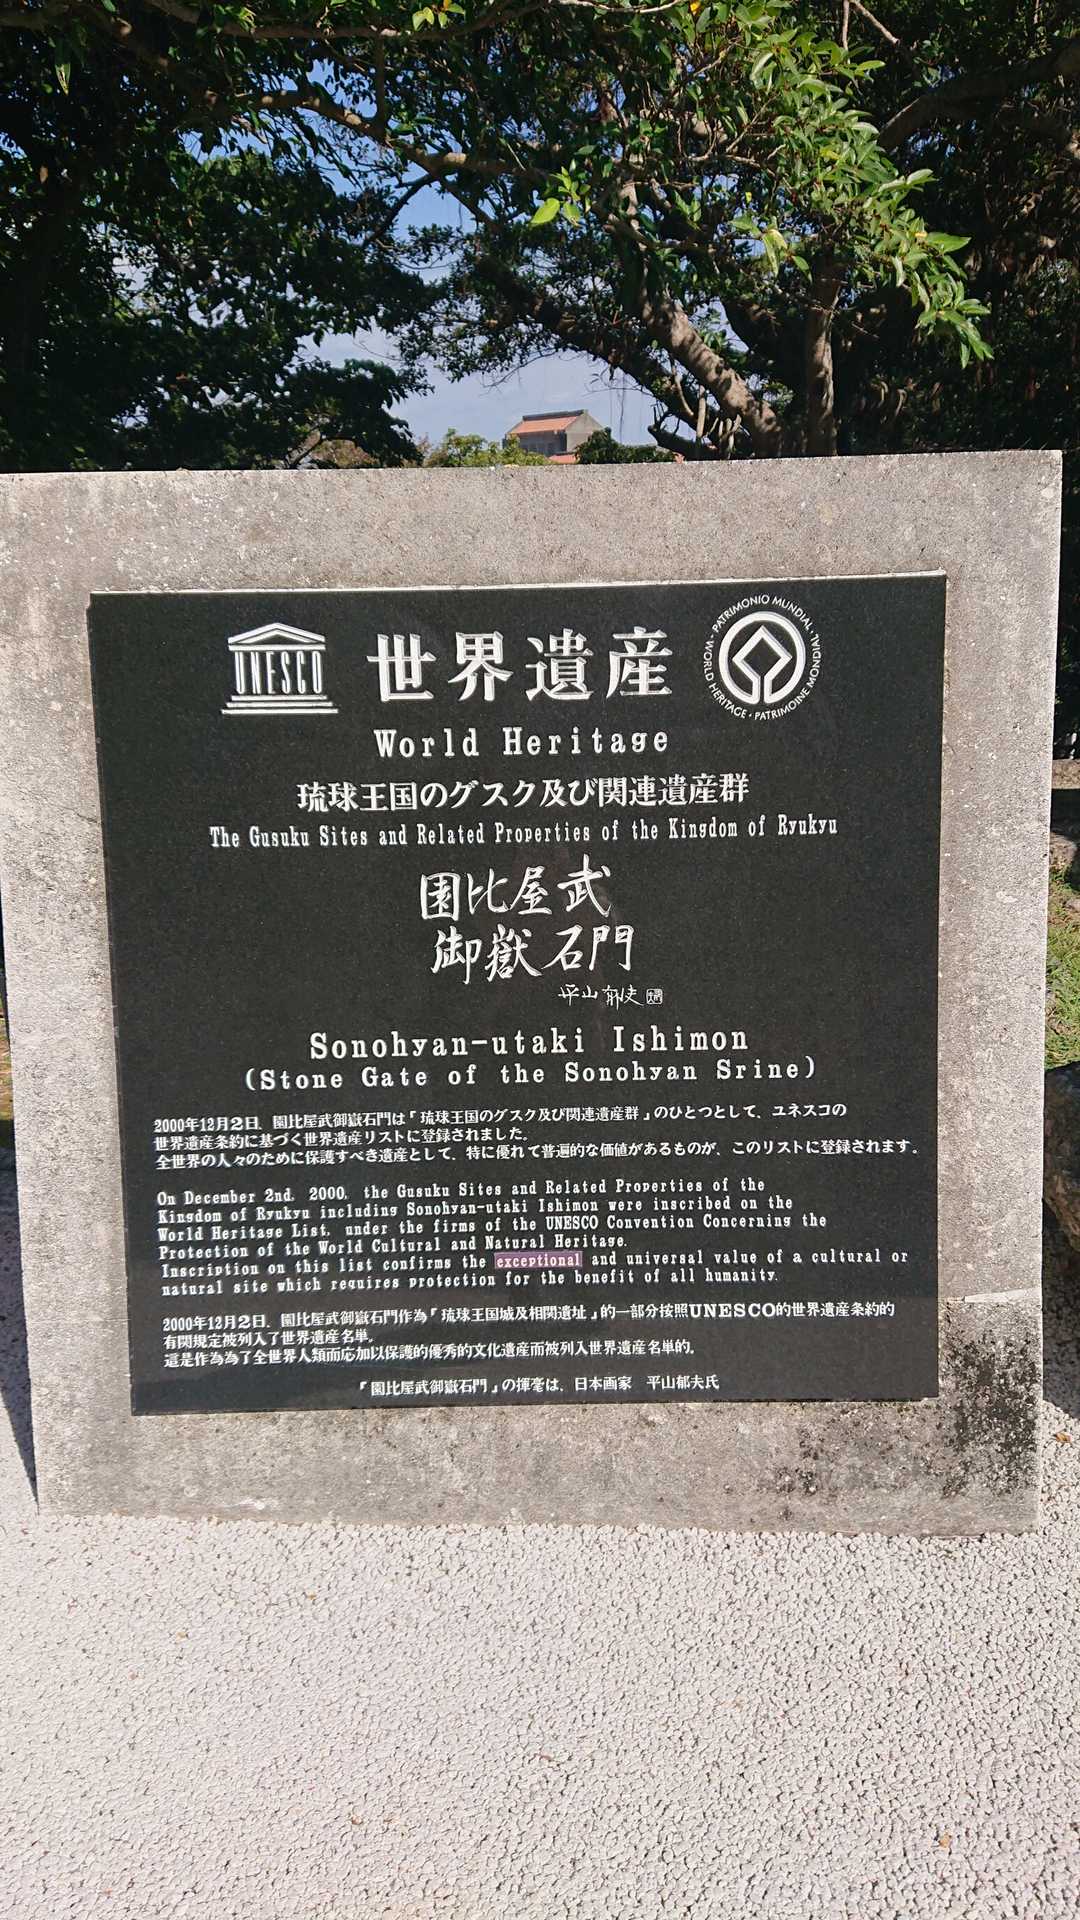 UNESCO
世界遺産
PATRIMONIO MUNDIAL · WORLD HERITAGE · PATRIMOINE MONDIAL ·
World Heritage
琉球王国のグスク及び関連遺産群
The Gusuku Sites and Related Properties of the Kingdom of Ryukyu
園比屋武
御嶽石門
平山郁夫
Sonohyan-utaki Ishimon
(Stone Gate of the Sonohyan Srine)
2000年12月2日、園比屋武御嶽石門は「琉球王国のグスク及び関連遺産群」のひとつとして、ユネスコの
世界遺産条約に基づく世界遺産リストに登録されました。
全世界の人々のために保護すべき遺産として、特に優れて普遍的な価値があるものが、このリストに登録されます。
On December 2nd, 2000, the Gusuku Sites and Related Properties of the
Kingdom of Ryukyu including Sonohyan-utaki Ishimon were inscribed on the
World Heritage List, under the firms of the UNESCO Convention Concerning the
Protection of the World Cultural and Natural Heritage.
Inscription on this list confirms the exceptional and universal value of a cultural or
natural site which requires protection for the benefit of all humanity.
2000年12月2日、園比屋武御嶽石門作為「琉球王国城及相関遺址」的一部分按照UNESCO的世界遺産条約的
有関規定被列入了世界遺産名単。
這是作為為了全世界人類而応加以保護的優秀的文化遺産而被列入世界遺産名単的。
「園比屋武御嶽石門」の揮毫は、日本画家 平山郁夫氏